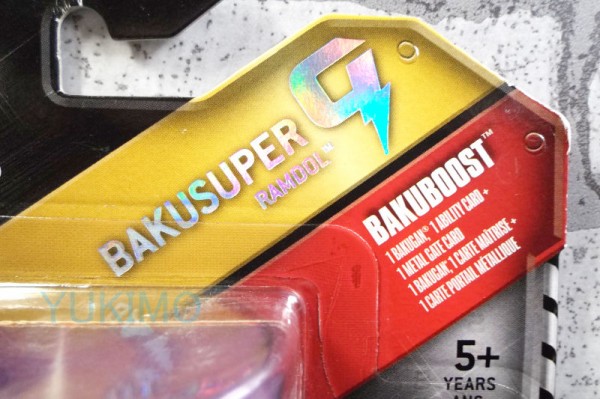 BAKUSUPER G
RAMDOL™
BAKUBOOST™
1 BAKUGAN®, 1 ABILITY CARD +
1 METAL GATE CARD
1 BAKUGAN, 1 CARTE MAÎTRISE +
1 CARTE PORTAIL MÉTALLIQUE
YUKIMO
5+
YEARS
ANS